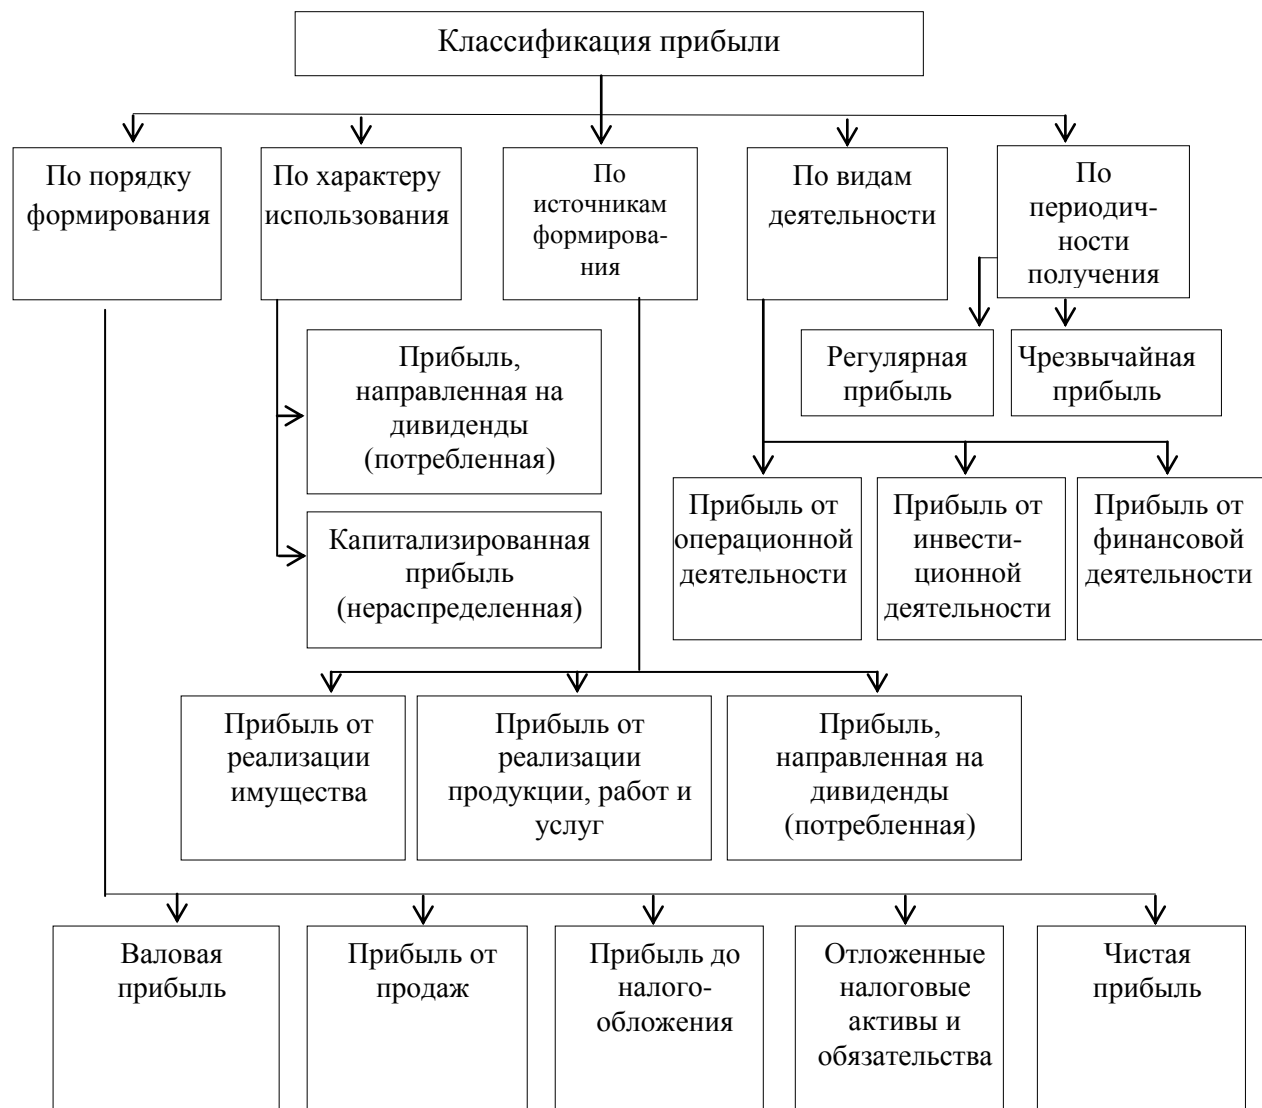 Классификация прибыли
По порядку
формирования
По характеру
использования
По
источникам
формирова-
ния
По видам
деятельности
По
периодич-
ности
получения
Регулярная
прибыль
Чрезвычайная
прибыль
Прибыль,
направленная на
дивиденды
(потребленная)
Капитализированная
прибыль
(нераспределенная)
Прибыль от
операционной
деятельности
Прибыль от
инвести-
ционной
деятельности
Прибыль от
финансовой
деятельности
Прибыль от
реализации
имущества
Прибыль от
реализации
продукции, работ и
услуг
Прибыль,
направленная на
дивиденды
(потребленная)
Валовая
прибыль
Прибыль от
продаж
Прибыль до
налого-
обложения
Отложенные
налоговые
активы и
обязательства
Чистая
прибыль